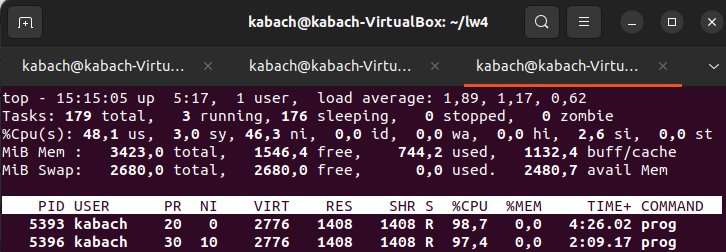 kabach@kabach-VirtualBox: ~/lw4
kabach@kabach-Virtu... kabach@kabach-Virtu... kabach@kabach-Virtu...
top - 15:15:05 up  5:17,  1 user,  load average: 1,89, 1,17, 0,62
Tasks: 179 total,   3 running, 176 sleeping,   0 stopped,   0 zombie
%Cpu(s): 48,1 us,  3,0 sy, 46,3 ni,  0,0 id,  0,0 wa,  0,0 hi,  2,6 si,  0,0 st
MiB Mem :   3423,0 total,   1546,4 free,    744,2 used,   1132,4 buff/cache
MiB Swap:   2680,0 total,   2680,0 free,      0,0 used.   2480,7 avail Mem
PID USER      PR  NI    VIRT    RES    SHR S  %CPU  %MEM     TIME+ COMMAND
5393 kabach    20   0    2776   1408   1408 R  98,7   0,0   4:26.02 prog
5396 kabach    30  10    2776   1408   1408 R  97,4   0,0   2:09.17 prog